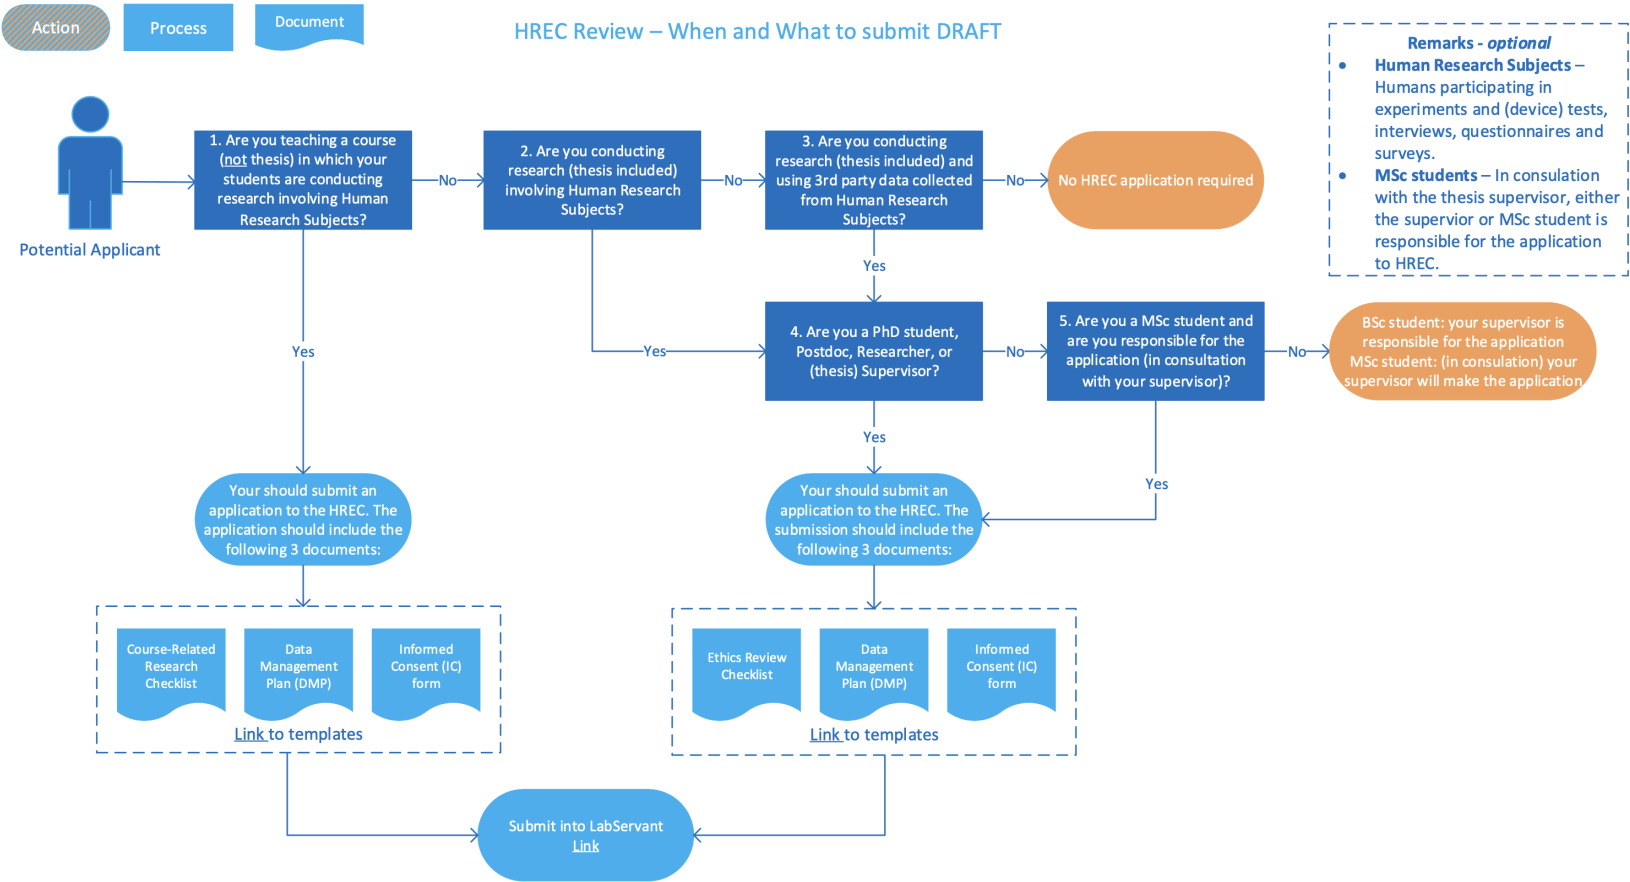 Action
Process
Document
HREC Review – When and What to submit DRAFT
Remarks - optional
• Human Research Subjects –
Humans participating in
experiments and (device) tests,
interviews, questionnaires and
surveys.
• MSc students – In consulation
with the thesis supervisor, either
the supervior or MSc student is
responsible for the application
to HREC.
Potential Applicant
1. Are you teaching a course
(not thesis) in which your
students are conducting
research involving Human
Research Subjects?
No
2. Are you conducting
research (thesis included)
involving Human Research
Subjects?
No
3. Are you conducting
research (thesis included) and
using 3rd party data collected
from Human Research
Subjects?
No
No HREC application required
Yes
Yes
Yes
4. Are you a PhD student,
Postdoc, Researcher, or
(thesis) Supervisor?
No
5. Are you a MSc student and
are you responsible for the
application (in consultation
with your supervisor)?
No
BSc student: your supervisor is
responsible for the application
MSc student: (in consulation) your
supervisor will make the application
Yes
Yes
Your should submit an
application to the HREC. The
application should include the
following 3 documents:
Your should submit an
application to the HREC. The
submission should include the
following 3 documents:
Course-Related
Research
Checklist
Data
Management
Plan (DMP)
Informed
Consent (IC)
form
Link to templates
Ethics Review
Checklist
Data
Management
Plan (DMP)
Informed
Consent (IC)
form
Link to templates
Submit into LabServant
Link